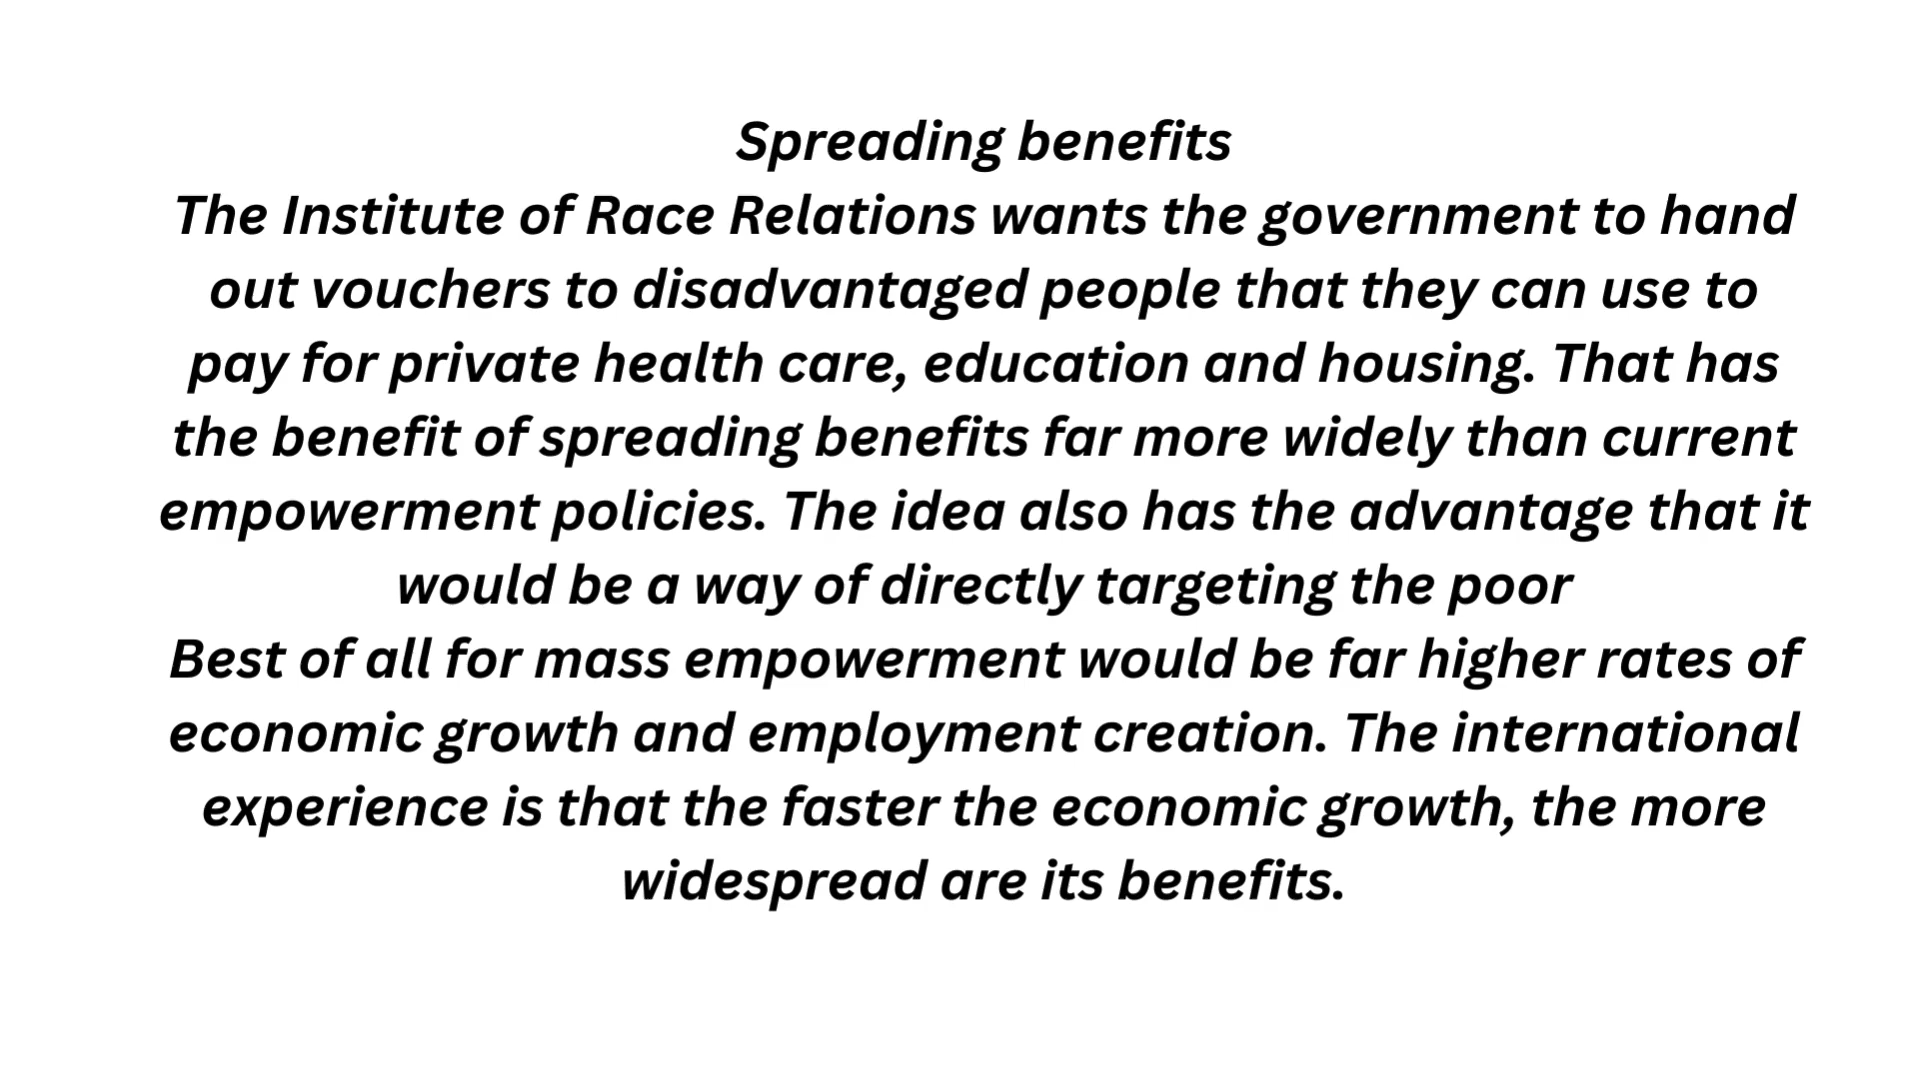 Spreading benefits
The Institute of Race Relations wants the government to hand
out vouchers to disadvantaged people that they can use to
pay for private health care, education and housing. That has
the benefit of spreading benefits far more widely than current
empowerment policies. The idea also has the advantage that it
would be a way of directly targeting the poor
Best of all for mass empowerment would be far higher rates of
economic growth and employment creation. The international
experience is that the faster the economic growth, the more
widespread are its benefits.